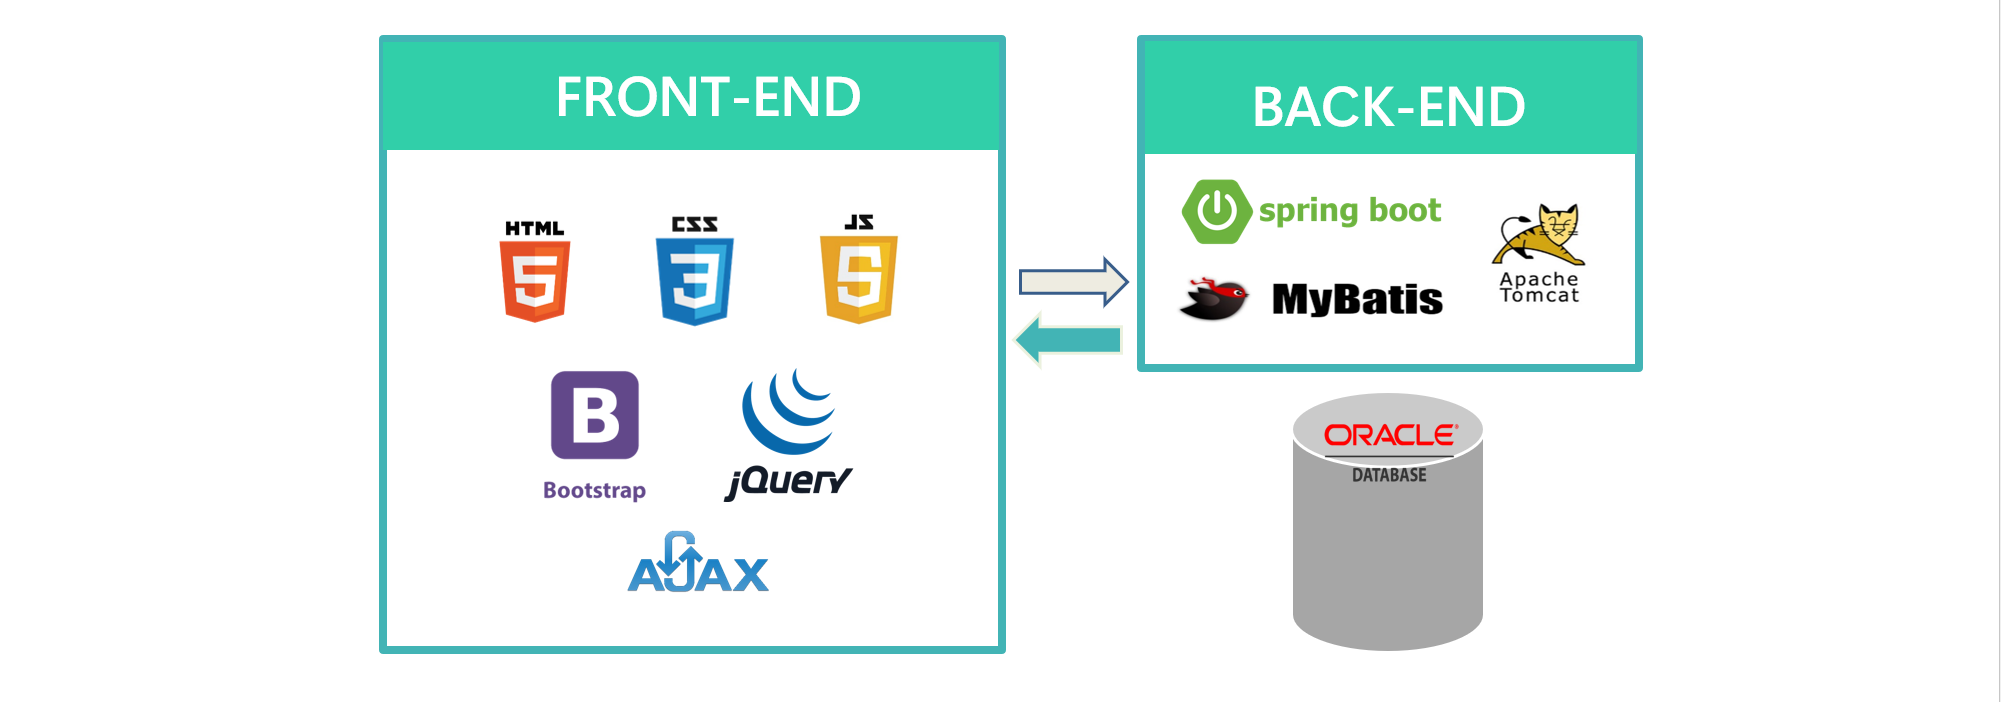 FRONT-END
HTML
5
CSS
3
JS
5
B
Bootstrap
jQuery
AJAX
BACK-END
spring boot
MyBatis
Apache
Tomcat
ORACLE®
DATABASE